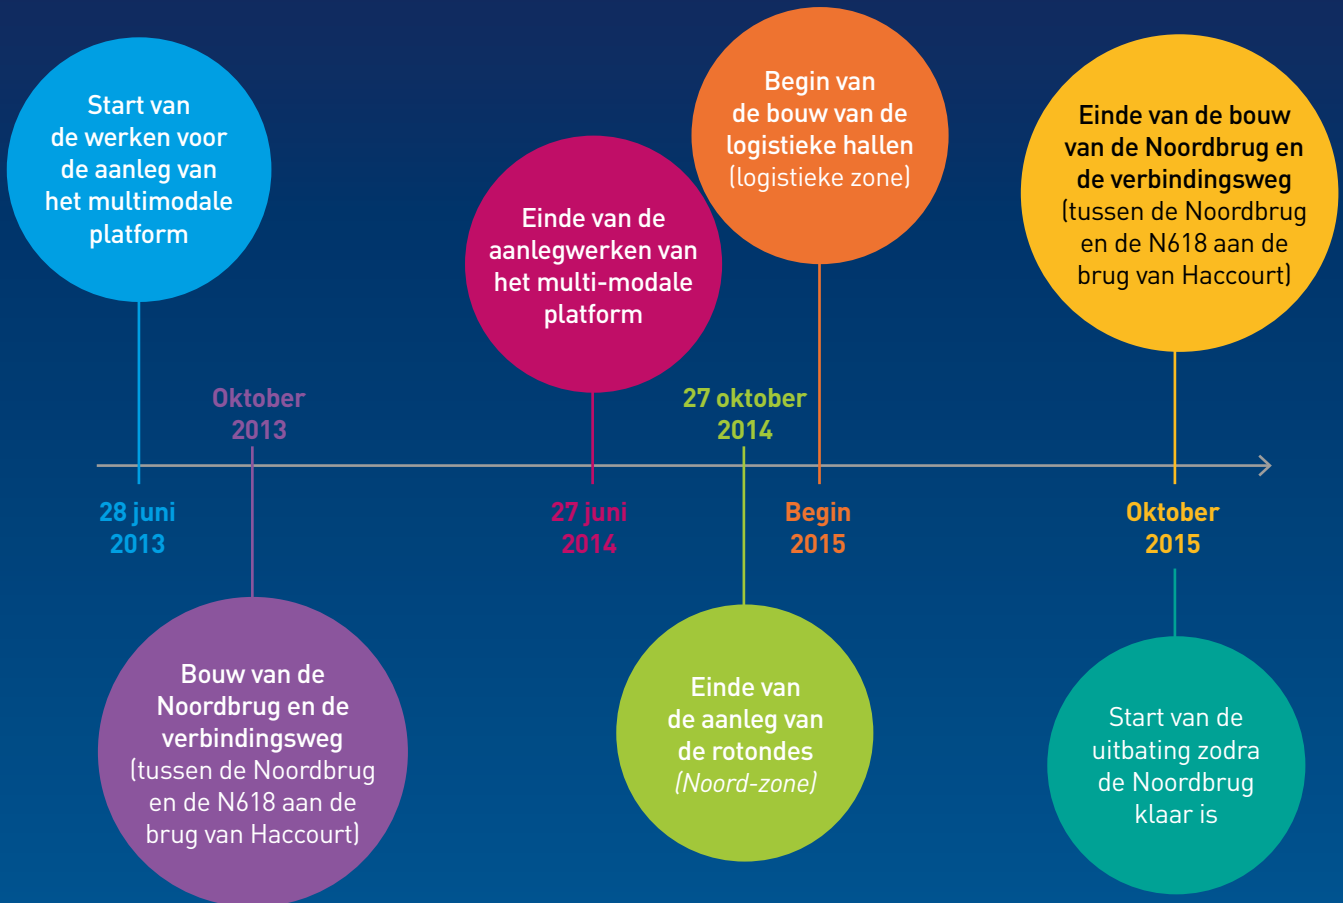 Start van
de werken voor
de aanleg van
het multimodale
platform
28 juni
2013
Oktober
2013
Bouw van de
Noordbrug en de
verbindingsweg
(tussen de Noordbrug
en de N618 aan de
brug van Haccourt)
Einde van de
aanlegwerken van
het multi-modale
platform
27 juni
2014
27 oktober
2014
Einde van
de aanleg van
de rotondes
(Noord-zone)
Begin van
de bouw van de
logistieke hallen
(logistieke zone)
Begin
2015
Einde van de bouw
van de Noordbrug en
de verbindingsweg
(tussen de Noordbrug
en de N618 aan de
brug van Haccourt)
Oktober
2015
Start van de
uitbating zodra
de Noordbrug
klaar is